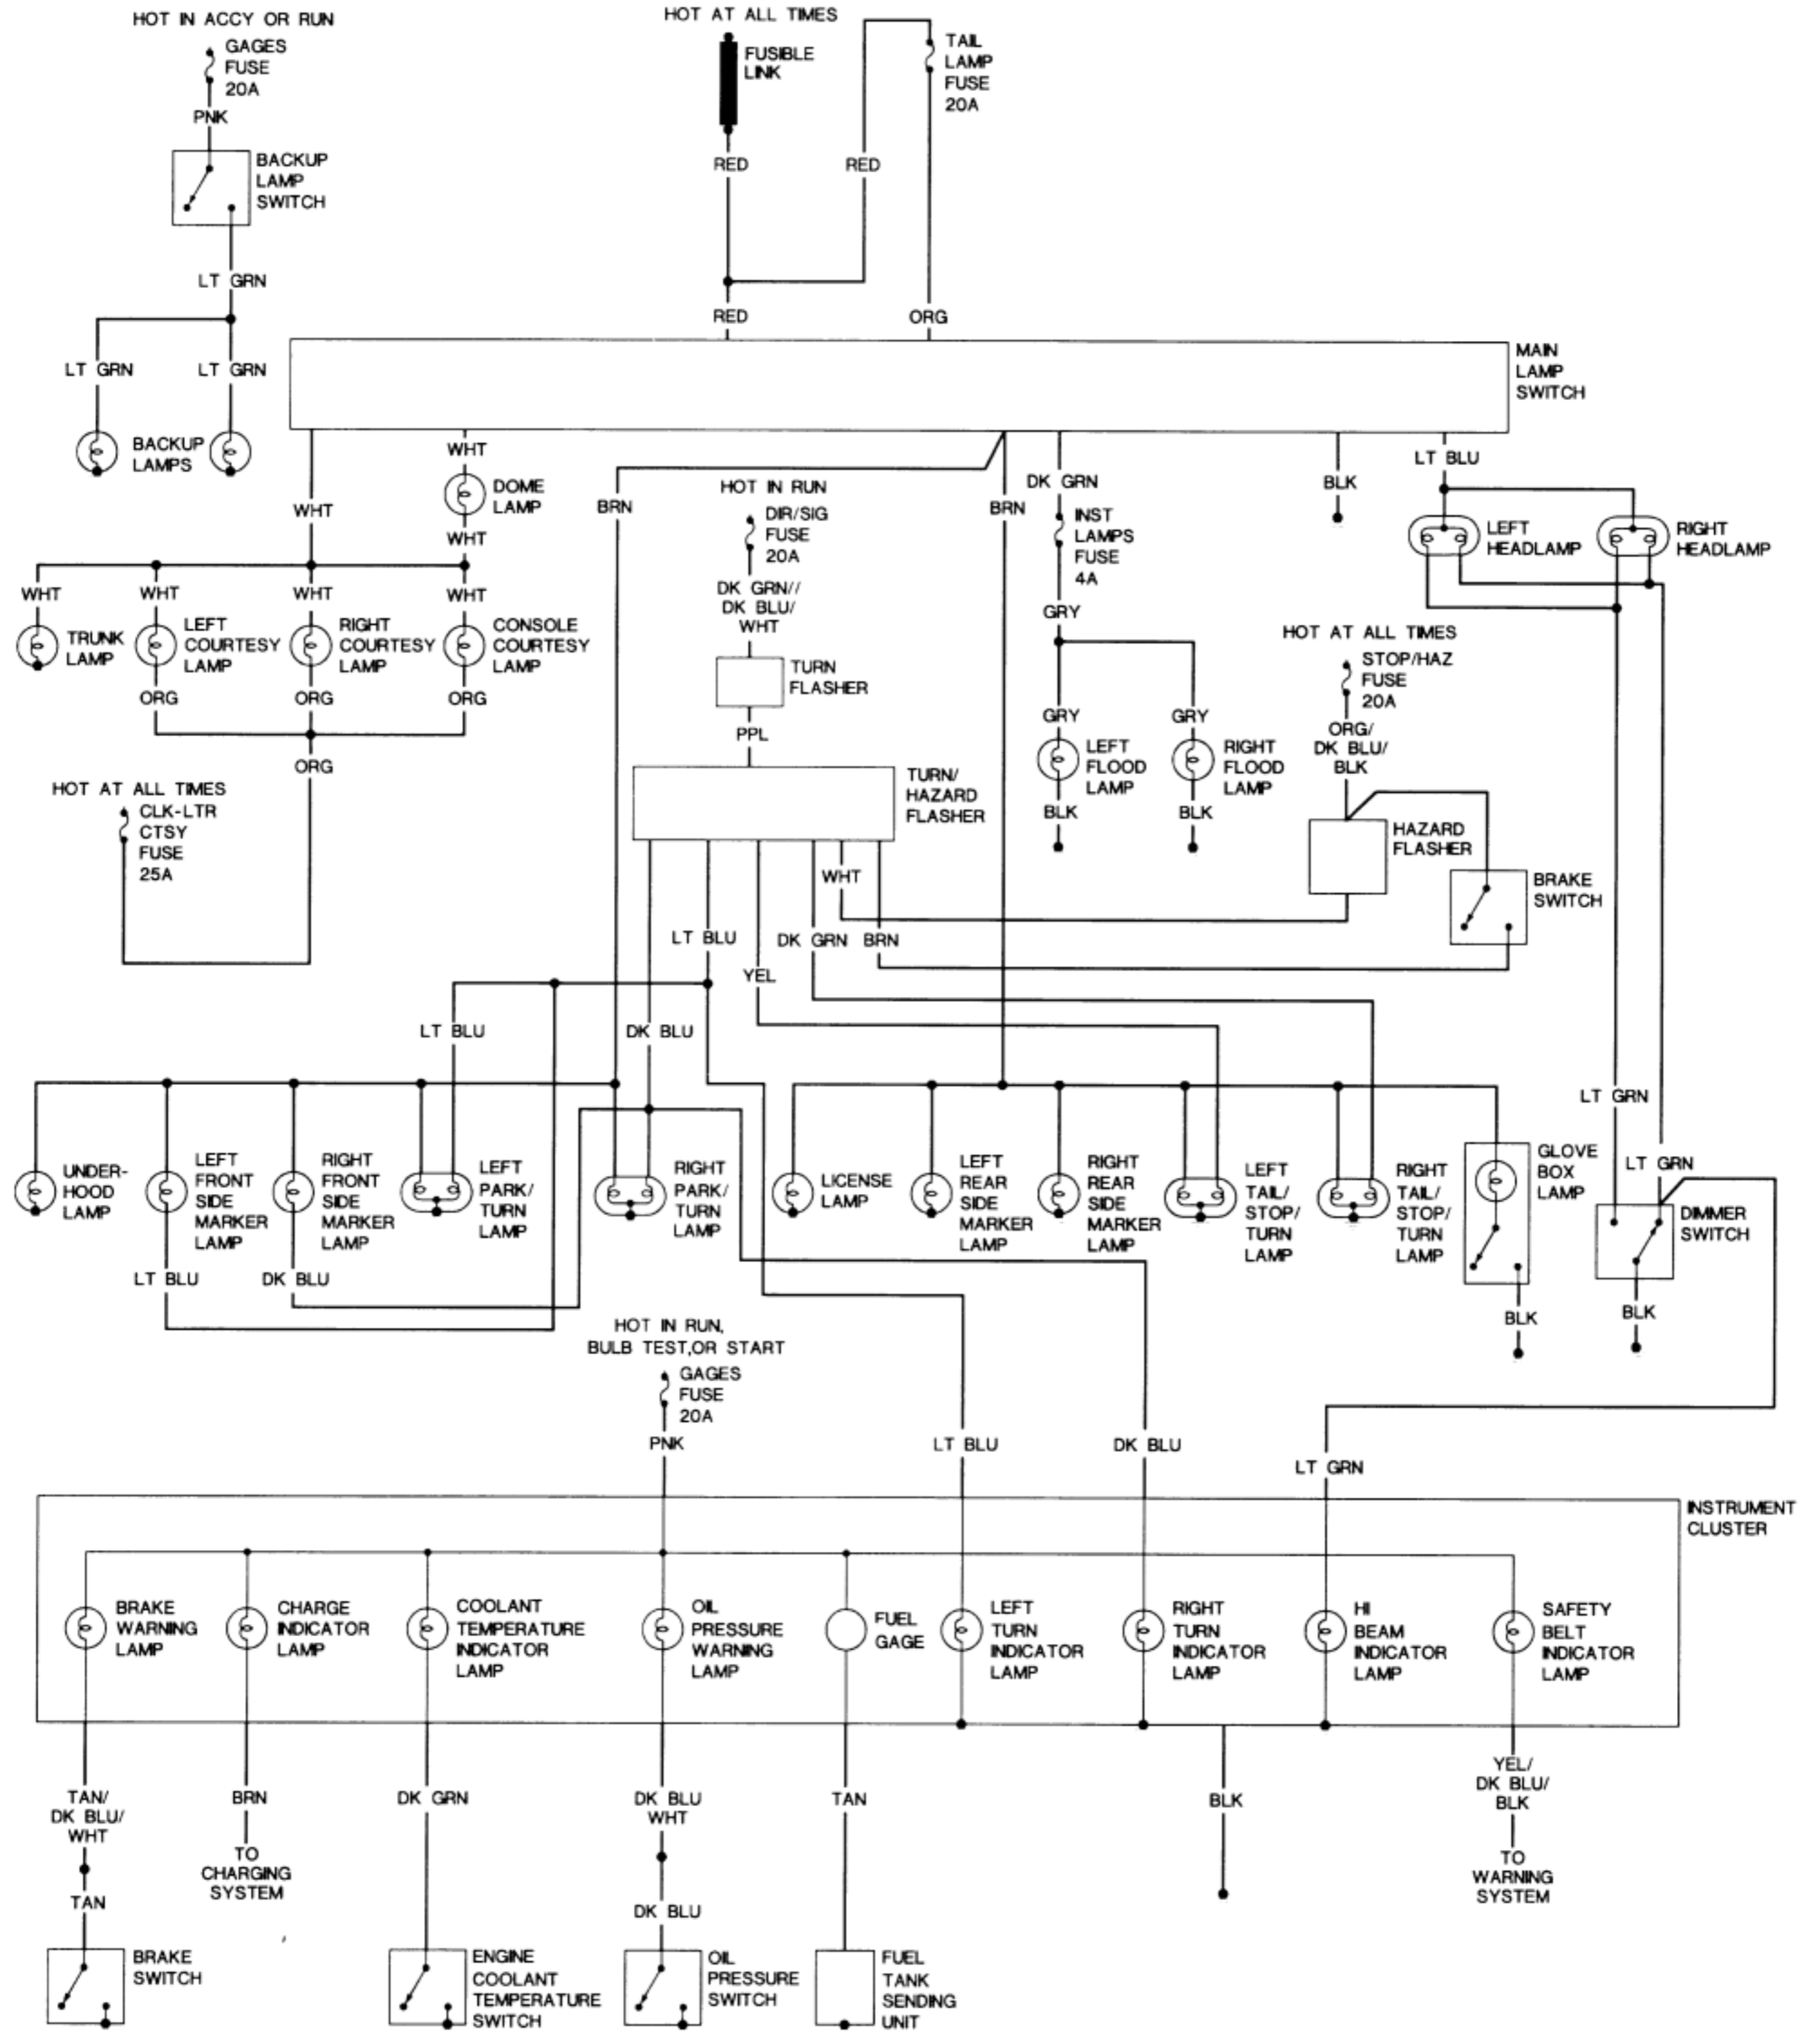 HOT IN ACCY OR RUN
GAGES
FUSE
20A
PNK
BACKUP
LAMP
SWITCH
LT GRN
LT GRN
LT GRN
BACKUP
LAMPS
HOT AT ALL TIMES
FUSIBLE
LINK
TAIL
LAMP
FUSE
20A
RED
RED
RED
ORG
MAIN
LAMP
SWITCH
WHT
DOME
LAMP
WHT
WHT
WHT
WHT
WHT
WHT
TRUNK
LAMP
LEFT
COURTESY
LAMP
RIGHT
COURTESY
LAMP
CONSOLE
COURTESY
LAMP
ORG
ORG
ORG
ORG
HOT AT ALL TIMES
CLK-LTR
CTSY
FUSE
25A
BRN
HOT IN RUN
DIR/SIG
FUSE
20A
DK GRN//
DK BLU/
WHT
TURN
FLASHER
PPL
TURN/
HAZARD
FLASHER
BRN
DK GRN
INST
LAMPS
FUSE
4A
GRY
GRY
GRY
LEFT
FLOOD
LAMP
RIGHT
FLOOD
LAMP
BLK
BLK
BLK
LT BLU
LEFT
HEADLAMP
RIGHT
HEADLAMP
HOT AT ALL TIMES
STOP/HAZ
FUSE
20A
ORG/
DK BLU/
BLK
HAZARD
FLASHER
BRAKE
SWITCH
WHT
LT BLU
DK GRN
BRN
YEL
LT BLU
DK BLU
LT GRN
LT GRN
UNDER-
HOOD
LAMP
LEFT
FRONT
SIDE
MARKER
LAMP
RIGHT
FRONT
SIDE
MARKER
LAMP
LEFT
PARK/
TURN
LAMP
RIGHT
PARK/
TURN
LAMP
LICENSE
LAMP
LEFT
REAR
SIDE
MARKER
LAMP
RIGHT
REAR
SIDE
MARKER
LAMP
LEFT
TAIL/
STOP/
TURN
LAMP
RIGHT
TAIL/
STOP/
TURN
LAMP
GLOVE
BOX
LAMP
DIMMER
SWITCH
LT BLU
DK BLU
BLK
BLK
HOT IN RUN,
BULB TEST,OR START
GAGES
FUSE
20A
PNK
LT BLU
DK BLU
LT GRN
INSTRUMENT
CLUSTER
BRAKE
WARNING
LAMP
CHARGE
INDICATOR
LAMP
COOLANT
TEMPERATURE
INDICATOR
LAMP
OIL
PRESSURE
WARNING
LAMP
FUEL
GAGE
LEFT
TURN
INDICATOR
LAMP
RIGHT
TURN
INDICATOR
LAMP
HI
BEAM
INDICATOR
LAMP
SAFETY
BELT
INDICATOR
LAMP
TAN/
DK BLU/
WHT
TAN
BRN
TO
CHARGING
SYSTEM
DK GRN
DK BLU
WHT
DK BLU
TAN
BLK
YEL/
DK BLU/
BLK
TO
WARNING
SYSTEM
BRAKE
SWITCH
ENGINE
COOLANT
TEMPERATURE
SWITCH
OIL
PRESSURE
SWITCH
FUEL
TANK
SENDING
UNIT